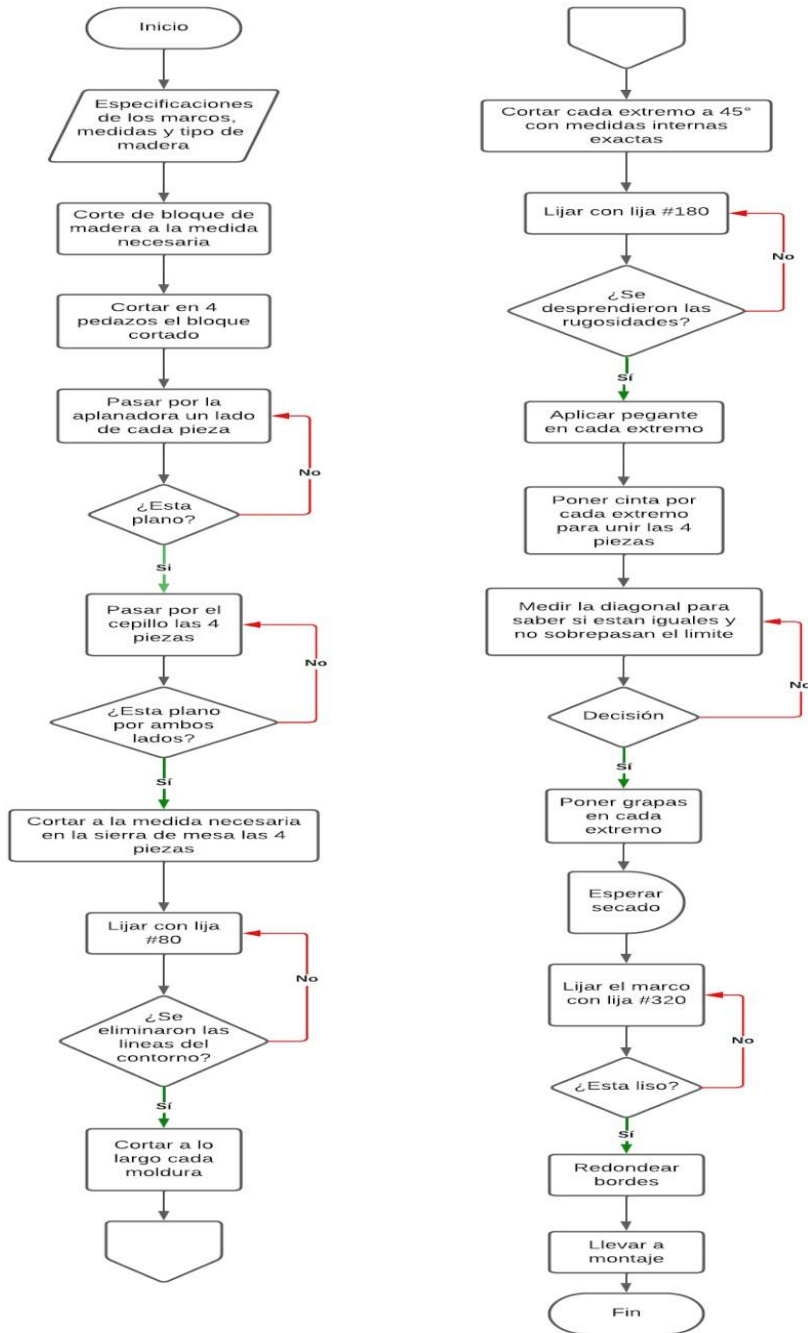 Inicio
Especificaciones
de los marcos,
medidas y tipo de
madera
Corte de bloque de
madera a la medida
necesaria
Cortar en 4
pedazos el bloque
cortado
Pasar por la
aplanadora un lado
de cada pieza
No
¿Esta
plano?
Si
Pasar por el
cepillo las 4
piezas
No
¿Esta plano
por ambos
lados?
Sí
Cortar a la medida necesaria
en la sierra de mesa las 4
piezas
Lijar con lija
#80
No
¿Se
eliminaron las
lineas del
contorno?
Sí
Cortar a lo
largo cada
moldura
Cortar cada extremo a 45°
con medidas internas
exactas
Lijar con lija #180
No
¿Se
desprendieron las
rugosidades?
Sí
Aplicar pegante
en cada extremo
Poner cinta por
cada extremo
para unir las 4
piezas
Medir la diagonal para
saber si estan iguales y
no sobrepasan el limite
No
Decisión
Sí
Poner grapas
en cada
extremo
Esperar
secado
Lijar el marco
con lija #320
No
¿Esta liso?
Sí
Redondear
bordes
Llevar a
montaje
Fin